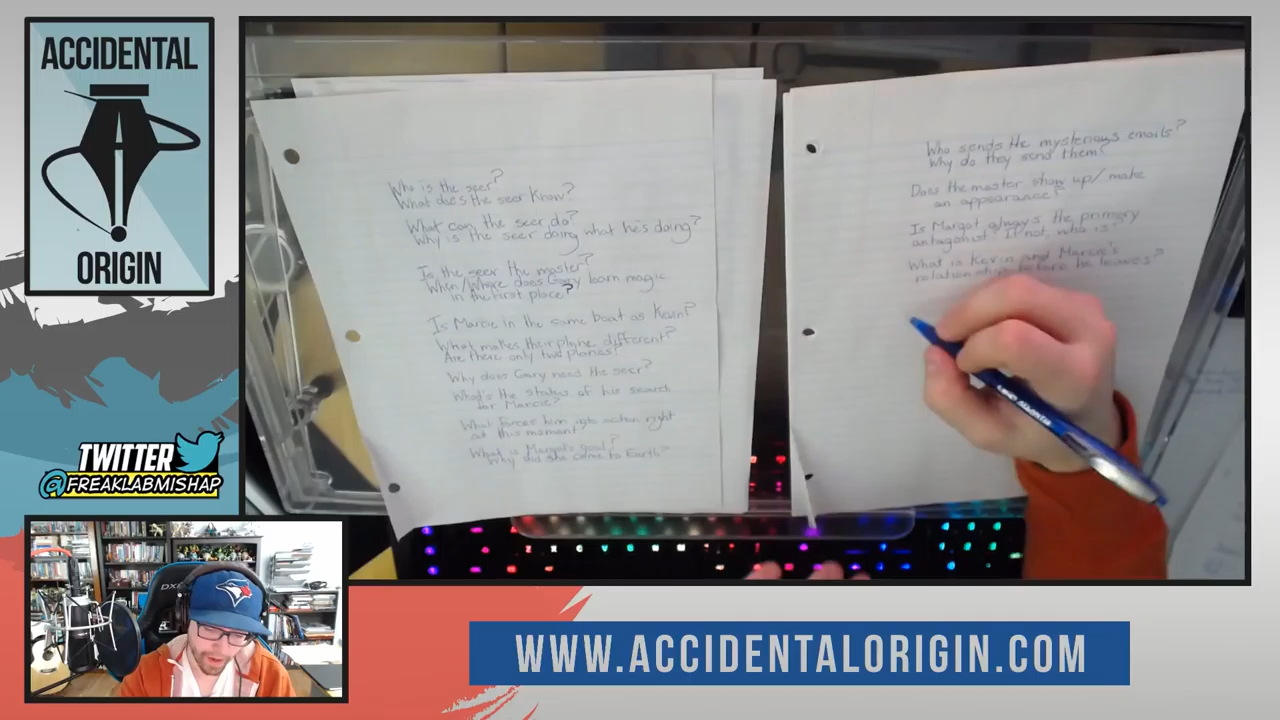 ACCIDENTAL
ORIGIN
TWITTER
@FREAKLABMISHAP
Who is the seer?
What does the seer know?
What can the seer do?
Why is the seer doing what he's doing?
Is the seer the master?
When/Where does Gary learn magic
in the first place?
Is Marcie in the same boat as Kevin?
What makes their plane different?
Are there only two planes?
Why does Gary need the seer?
What's the status of his search
for Marcie?
What forces him into action right
at this moment?
What is Margot's goal?
Why did she come to Earth?
Who sends the mysterious emails?
Why do they send them?
Does the master show up/make
an appearance?
Is Margot always the primary
antagonist? If not, who is?
What is Kevin and Marcie's
relationship before he leaves?
WWW.ACCIDENTALORIGIN.COM